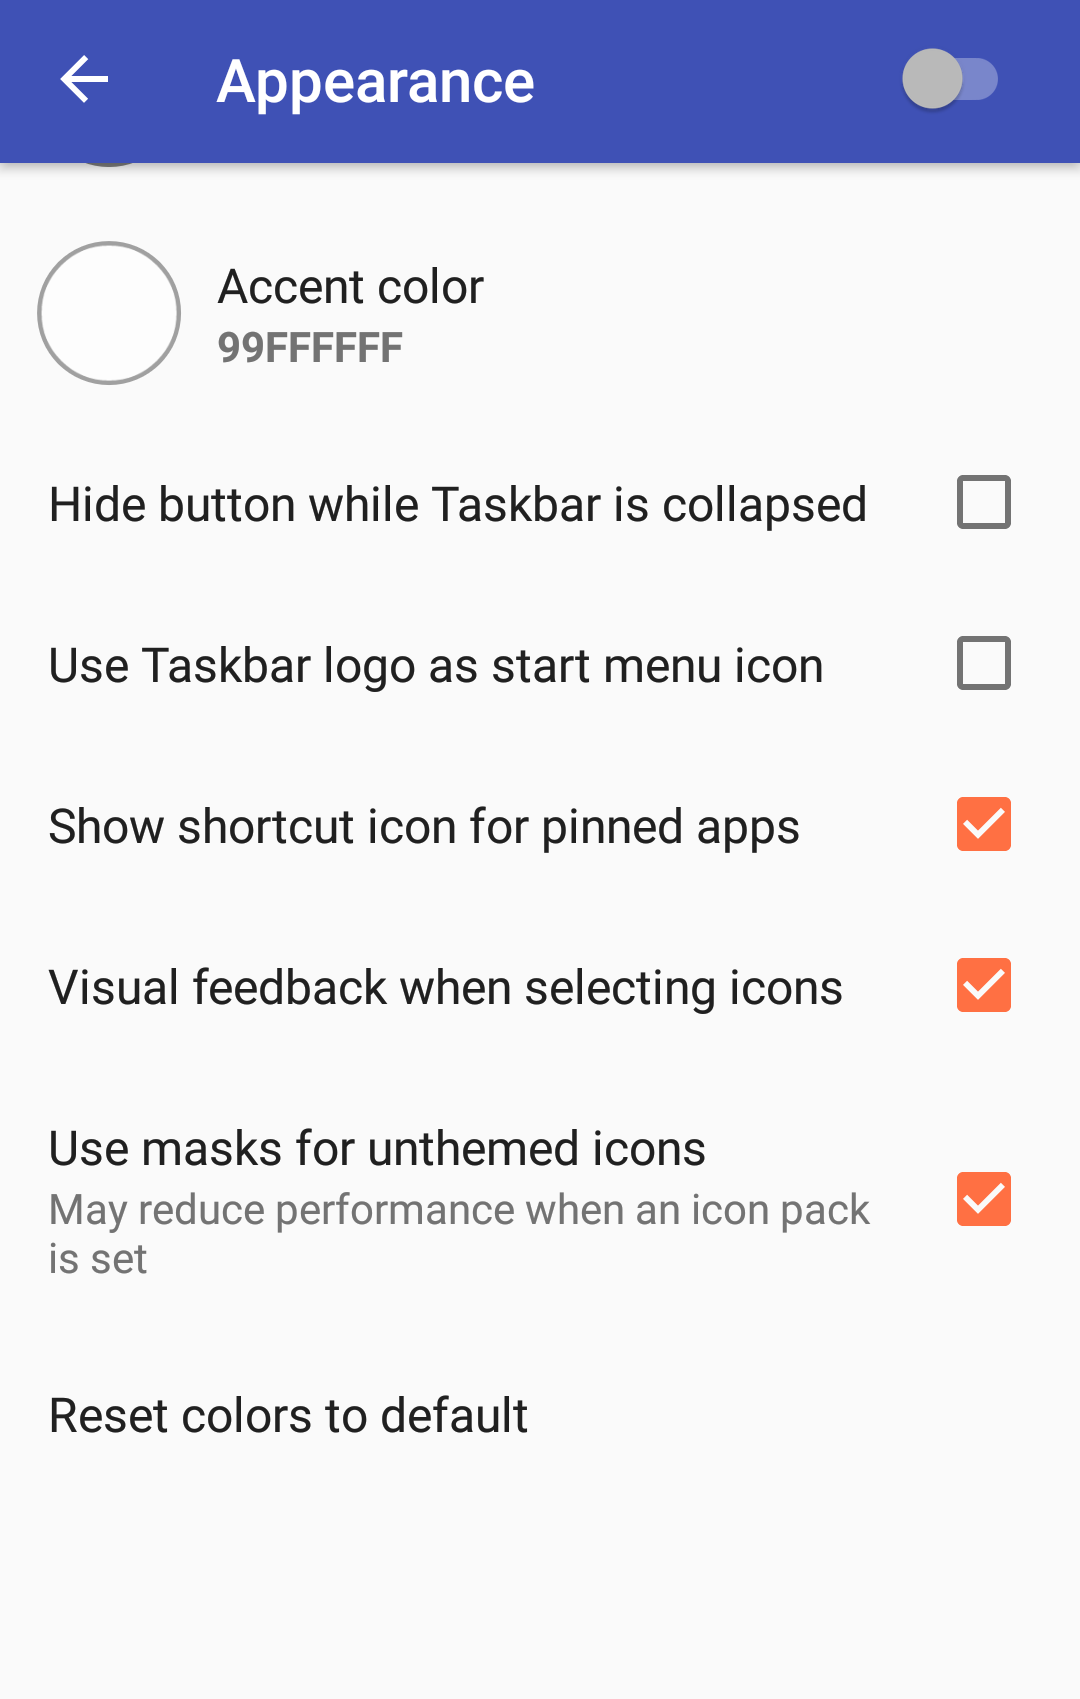 Appearance
Accent color
99FFFFFF
Hide button while Taskbar is collapsed
Use Taskbar logo as start menu icon
Show shortcut icon for pinned apps
Visual feedback when selecting icons
Use masks for unthemed icons
May reduce performance when an icon pack
is set
Reset colors to default